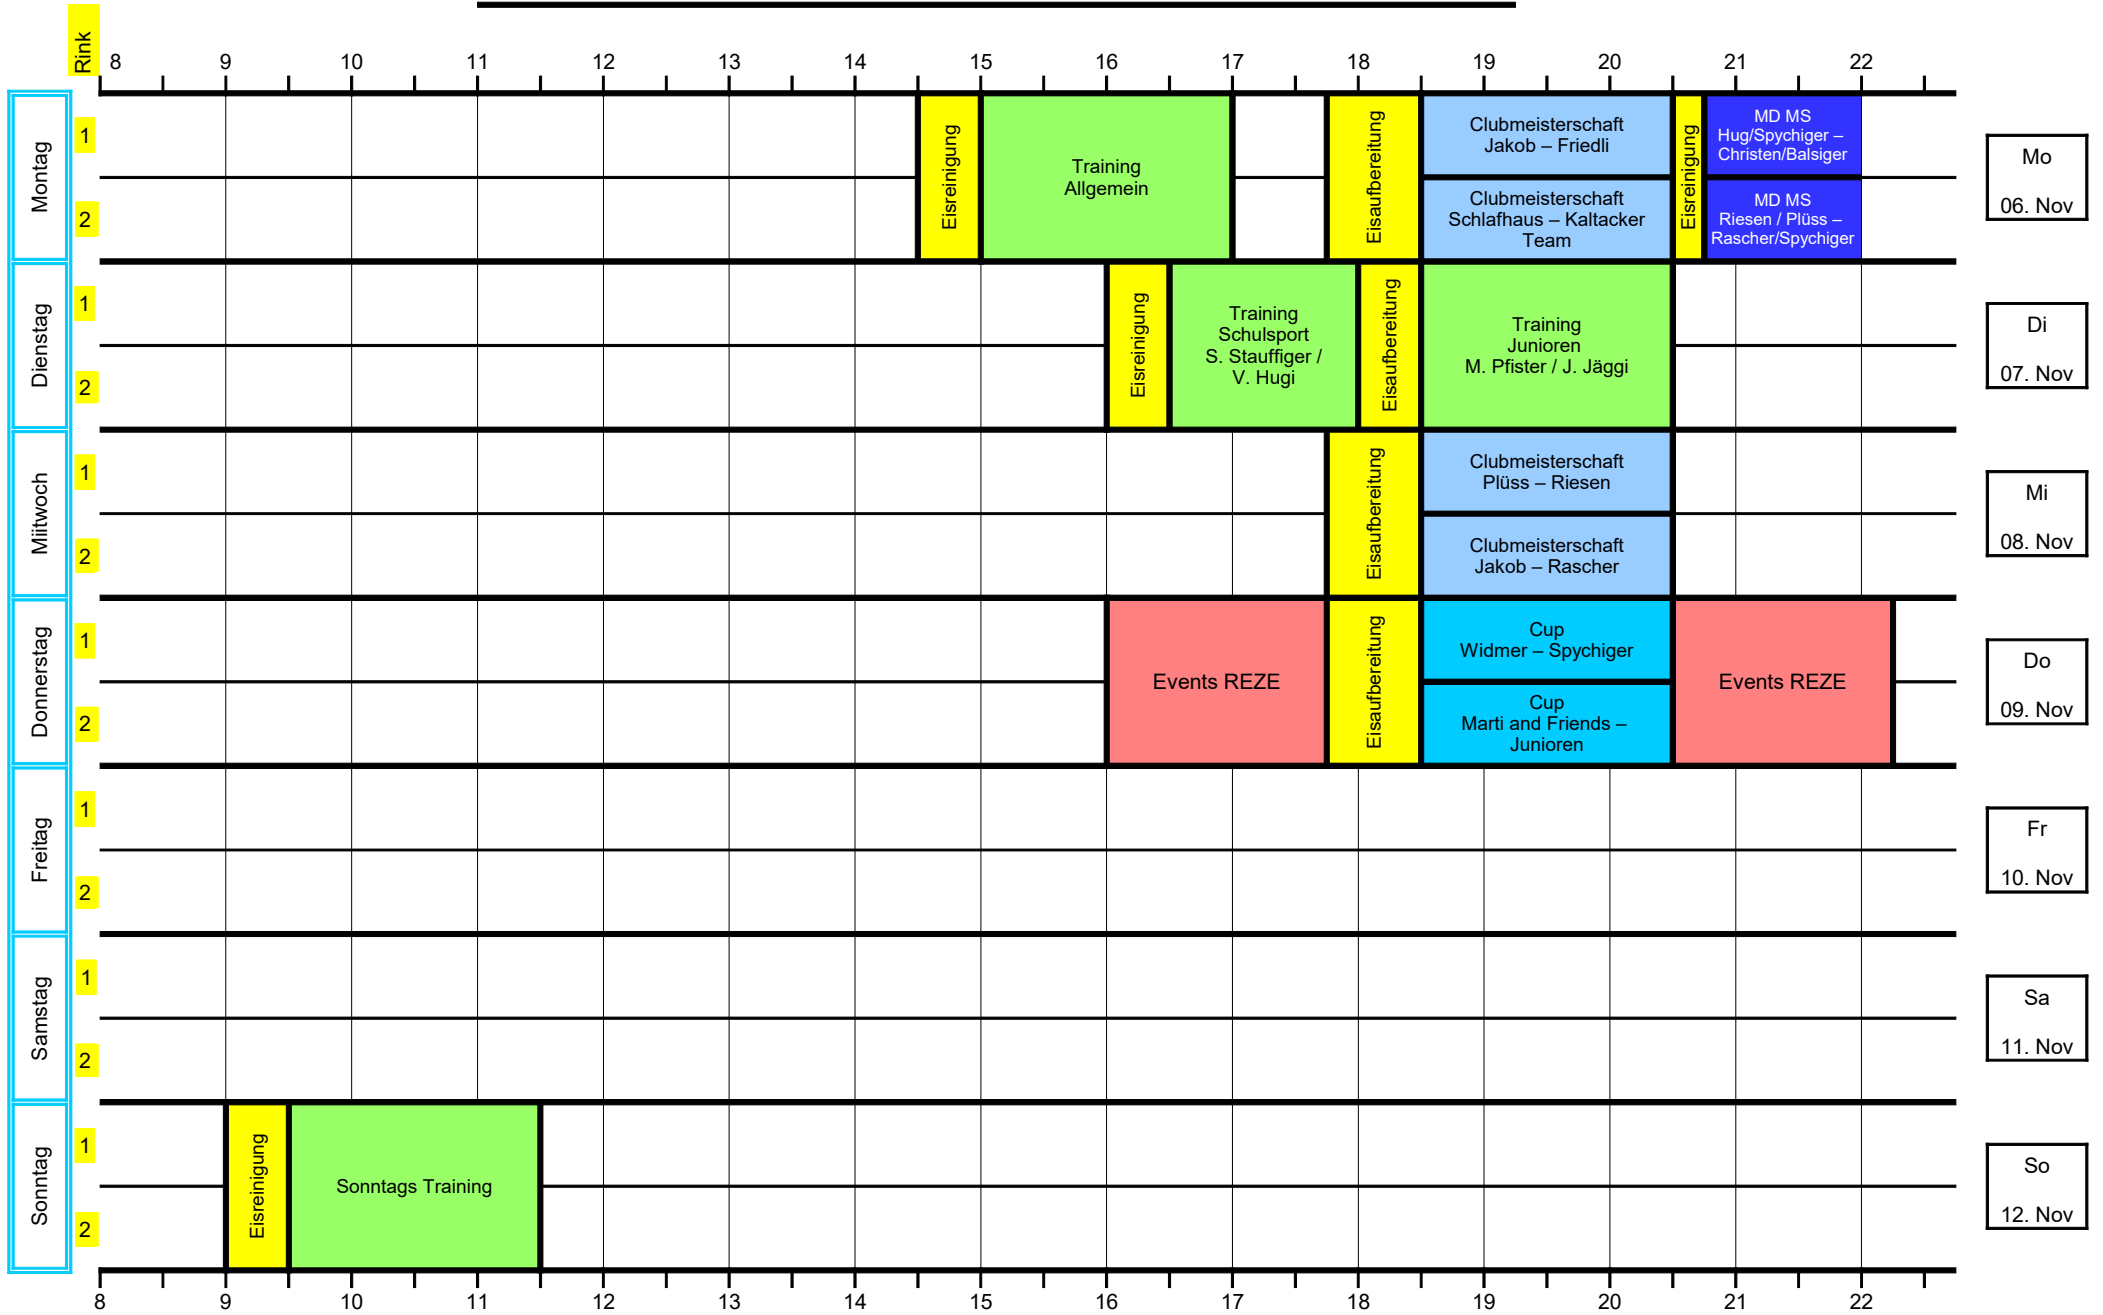 Rink
8 9 10 11 12 13 14 15 16 17 18 19 20 21 22
Montag
1
2
Eisreinigung
Training
Allgemein
Eisaufbereitung
Clubmeisterschaft
Jakob – Friedli
Clubmeisterschaft
Schlafhaus – Kaltacker
Team
Eisreinigung
MD MS
Hug/Spychiger –
Christen/Balsiger
MD MS
Riesen / Plüss –
Rascher/Spychiger
Mo
06. Nov
Dienstag
1
2
Eisreinigung
Training
Schulsport
S. Stauffiger /
V. Hugi
Eisaufbereitung
Training
Junioren
M. Pfister / J. Jäggi
Di
07. Nov
Miitwoch
1
2
Eisaufbereitung
Clubmeisterschaft
Plüss – Riesen
Clubmeisterschaft
Jakob – Rascher
Mi
08. Nov
Donnerstag
1
2
Events REZE
Eisaufbereitung
Cup
Widmer – Spychiger
Cup
Marti and Friends –
Junioren
Events REZE
Do
09. Nov
Freitag
1
2
Fr
10. Nov
Samstag
1
2
Sa
11. Nov
Sonntag
1
2
Eisreinigung
Sonntags Training
So
12. Nov
8 9 10 11 12 13 14 15 16 17 18 19 20 21 22